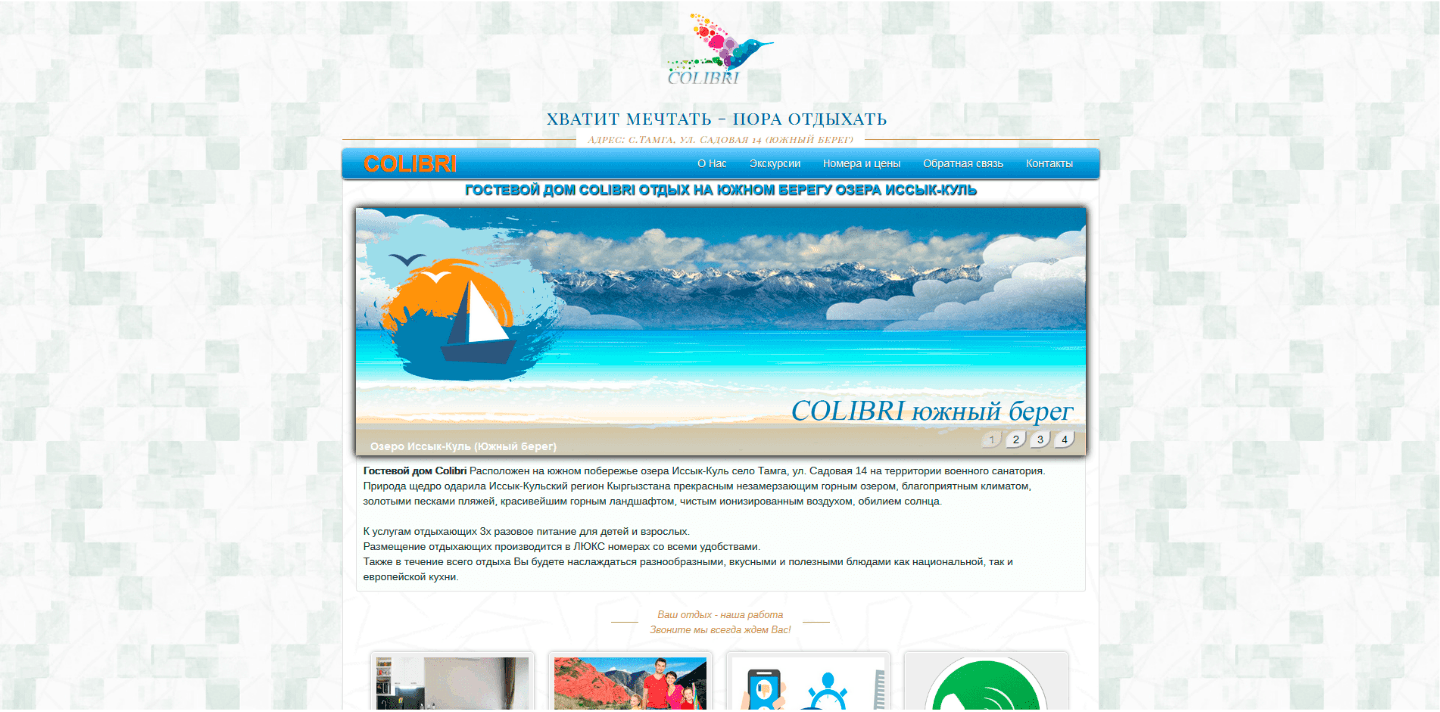 COLIBRI
ХВАТИТ МЕЧТАТЬ - ПОРА ОТДЫХАТЬ
Адрес: с.Тамга, ул. Садовая 14 (южный берег)
COLIBRI О Нас Экскурсии Номера и цены Обратная связь Контакты
ГОСТЕВОЙ ДОМ COLIBRI ОТДЫХ НА ЮЖНОМ БЕРЕГУ ОЗЕРА ИССЫК-КУЛЬ
COLIBRI южный берег
Озеро Иссык-Куль (Южный Берег) 1 2 3 4
Гостевой дом Colibri Расположен на южном побережье озера Иссык-Куль село Тамга, ул. Садовая 14 на территории военного санатория.
Природа щедро одарила Иссык-Кульский регион Кыргызстана прекрасным незамерзающим горным озером, благоприятным климатом,
золотыми песками пляжей, красивейшим горным ландшафтом, чистым ионизированным воздухом, обилием солнца.
К услугам отдыхающих 3х разовое питание для детей и взрослых.
Размещение отдыхающих производится в ЛЮКС номерах со всеми удобствами.
Также в течение всего отдыха Вы будете наслаждаться разнообразными, вкусными и полезными блюдами как национальной, так и
европейской кухни.
Ваш отдых - наша работа
Звоните мы всегда ждем Вас!